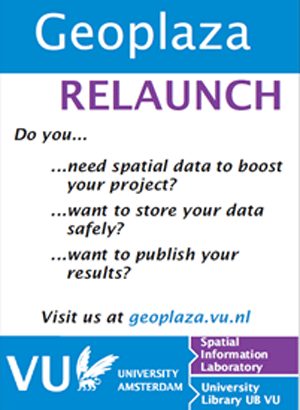 Geoplaza
RELAUNCH
Do you...
...need spatial data to boost
your project?
...want to store your data
safely?
...want to publish your
results?
Visit us at geoplaza.vu.nl
VU
UNIVERSITY
AMSTERDAM
Spatial
Information
Laboratory
University
Library UB VU